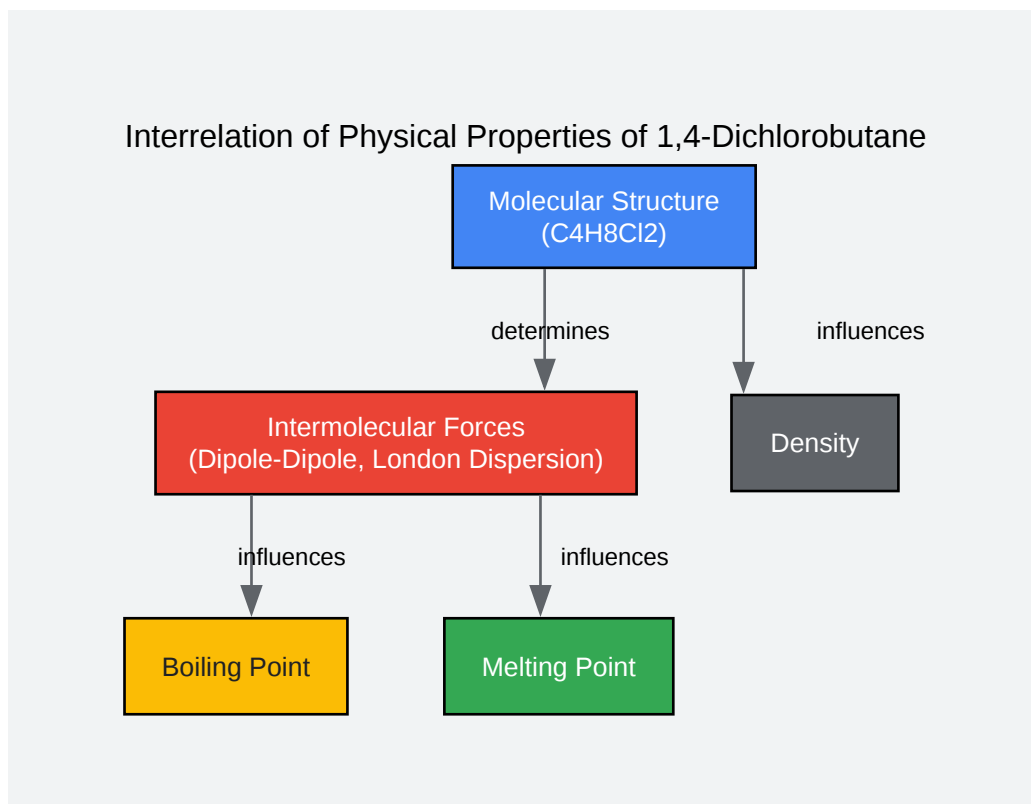 Interrelation of Physical Properties of 1,4-Dichlorobutane
Molecular Structure
(C4H8Cl2)
determines
influences
Intermolecular Forces
(Dipole-Dipole, London Dispersion)
Density
influences
influences
Boiling Point
Melting Point